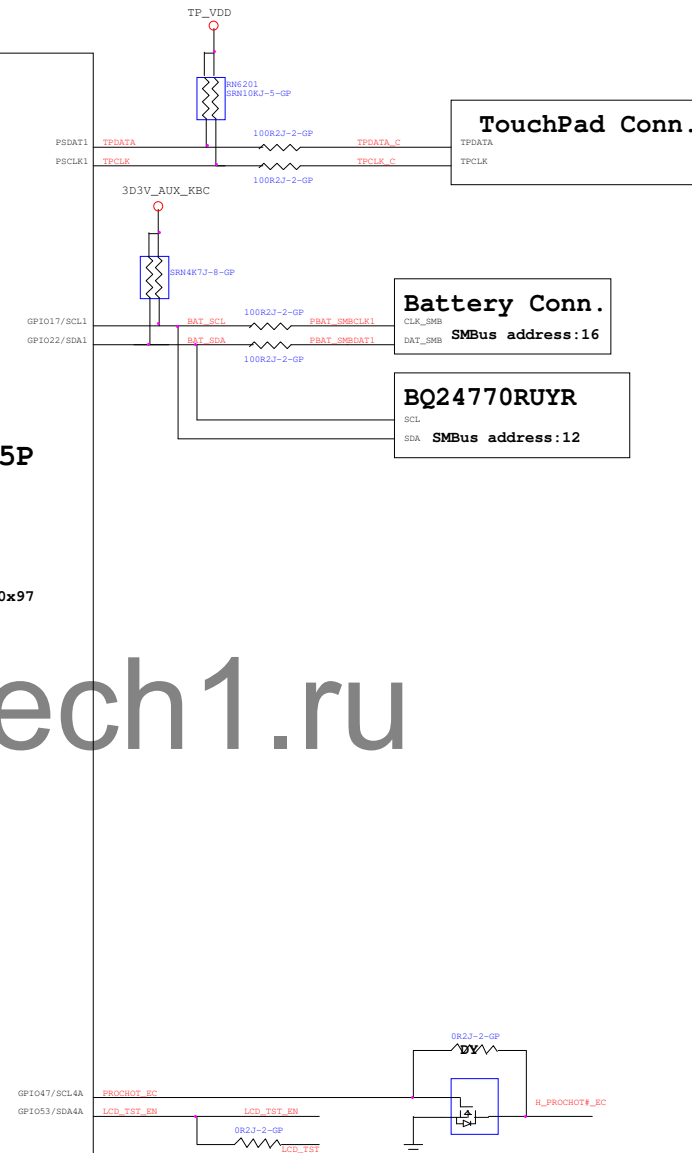 TP_VDD
RN6201
SRN10KJ-5-GP
100R2J-2-GP
TouchPad Conn.
PSDAT1 TPDATA TPDATA_C TPDATA
PSCLK1 TPCLK TPCLK_C TPCLK
100R2J-2-GP
3D3V_AUX_KBC
SRN4K7J-8-GP
100R2J-2-GP
Battery Conn.
GPIO17/SCL1 BAT_SCL PBAT_SMBCLK1 CLK_SMB
SMBus address:16
GPIO22/SDA1 BAT_SDA PBAT_SMBDAT1 DAT_SMB
100R2J-2-GP
BQ24770RUYR
SCL
SDA SMBus address:12
5P
0x97
ech1.ru
0R2J-2-GP
DY
GPIO47/SCL4A PROCHOT_EC
H_PROCHOT#_EC
GPIO53/SDA4A LCD_TST_EN LCD_TST_EN
0R2J-2-GP
LCD_TST